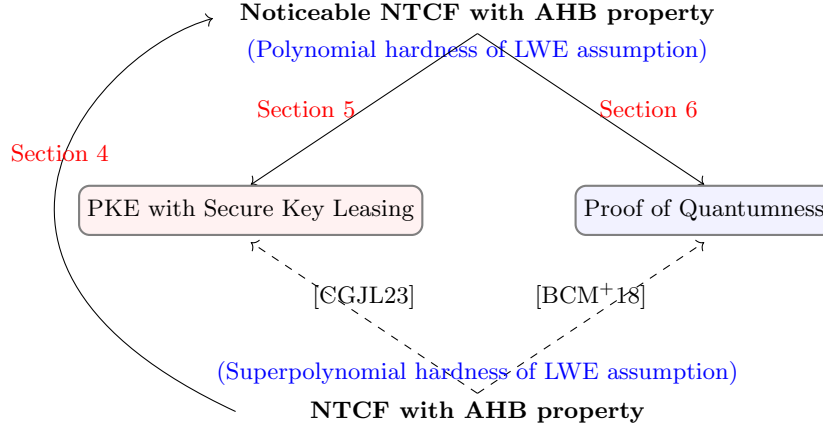 Noticeable NTCF with AHB property
(Polynomial hardness of LWE assumption)
Section 5
Section 6
Section 4
PKE with Secure Key Leasing
Proof of Quantumness
[CGJL23]
[BCM⁺18]
(Superpolynomial hardness of LWE assumption)
NTCF with AHB property